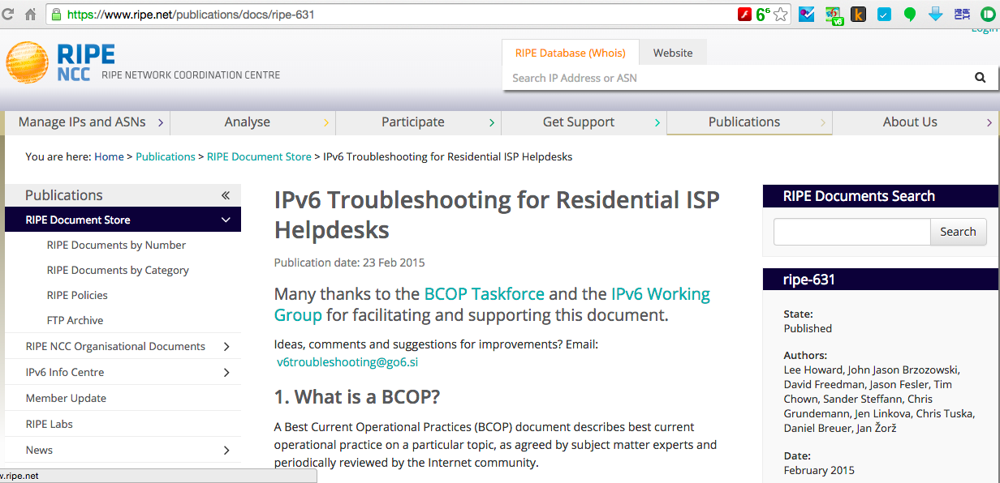 https://www.ripe.net/publications/docs/ripe-631
6
6
v6
k
Login
RIPE
NCC
RIPE NETWORK COORDINATION CENTRE
RIPE Database (Whois)
Website
Search IP Address or ASN
Manage IPs and ASNs
Analyse
Participate
Get Support
Publications
About Us
You are here: Home > Publications > RIPE Document Store > IPv6 Troubleshooting for Residential ISP Helpdesks
Publications
RIPE Document Store
RIPE Documents by Number
RIPE Documents by Category
RIPE Policies
FTP Archive
RIPE NCC Organisational Documents
IPv6 Info Centre
Member Update
RIPE Labs
News
IPv6 Troubleshooting for Residential ISP
Helpdesks
Publication date: 23 Feb 2015
Many thanks to the BCOP Taskforce and the IPv6 Working
Group for facilitating and supporting this document.
Ideas, comments and suggestions for improvements? Email:
v6troubleshooting@go6.si
1. What is a BCOP?
A Best Current Operational Practices (BCOP) document describes best current
operational practice on a particular topic, as agreed by subject matter experts and
periodically reviewed by the Internet community.
RIPE Documents Search
Search
ripe-631
State:
Published
Authors:
Lee Howard, John Jason Brzozowski,
David Freedman, Jason Fesler, Tim
Chown, Sander Steffann, Chris
Grundemann, Jen Linkova, Chris Tuska,
Daniel Breuer, Jan Žorž
Date:
February 2015
w.ripe.net